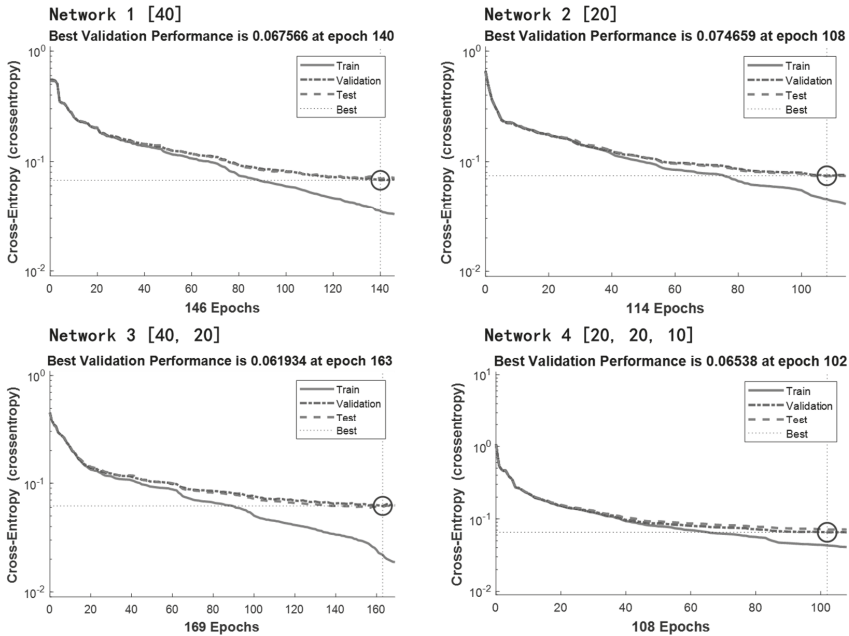 Network 1 [40]
Best Validation Performance is 0.067566 at epoch 140
Cross-Entropy (crossentropy)
10^0
10^-1
10^-2
Train
Validation
Test
Best
0 20 40 60 80 100 120 140
146 Epochs
Network 2 [20]
Best Validation Performance is 0.074659 at epoch 108
Cross-Entropy (crossentropy)
10^0
10^-1
10^-2
Train
Validation
Test
Best
0 20 40 60 80 100
114 Epochs
Network 3 [40, 20]
Best Validation Performance is 0.061934 at epoch 163
Cross-Entropy (crossentropy)
10^0
10^-1
10^-2
Train
Validation
Test
Best
0 20 40 60 80 100 120 140 160
169 Epochs
Network 4 [20, 20, 10]
Best Validation Performance is 0.06538 at epoch 102
Cross-Entropy (crossentropy)
10^1
10^0
10^-1
10^-2
Train
Validation
Test
Best
0 20 40 60 80 100
108 Epochs